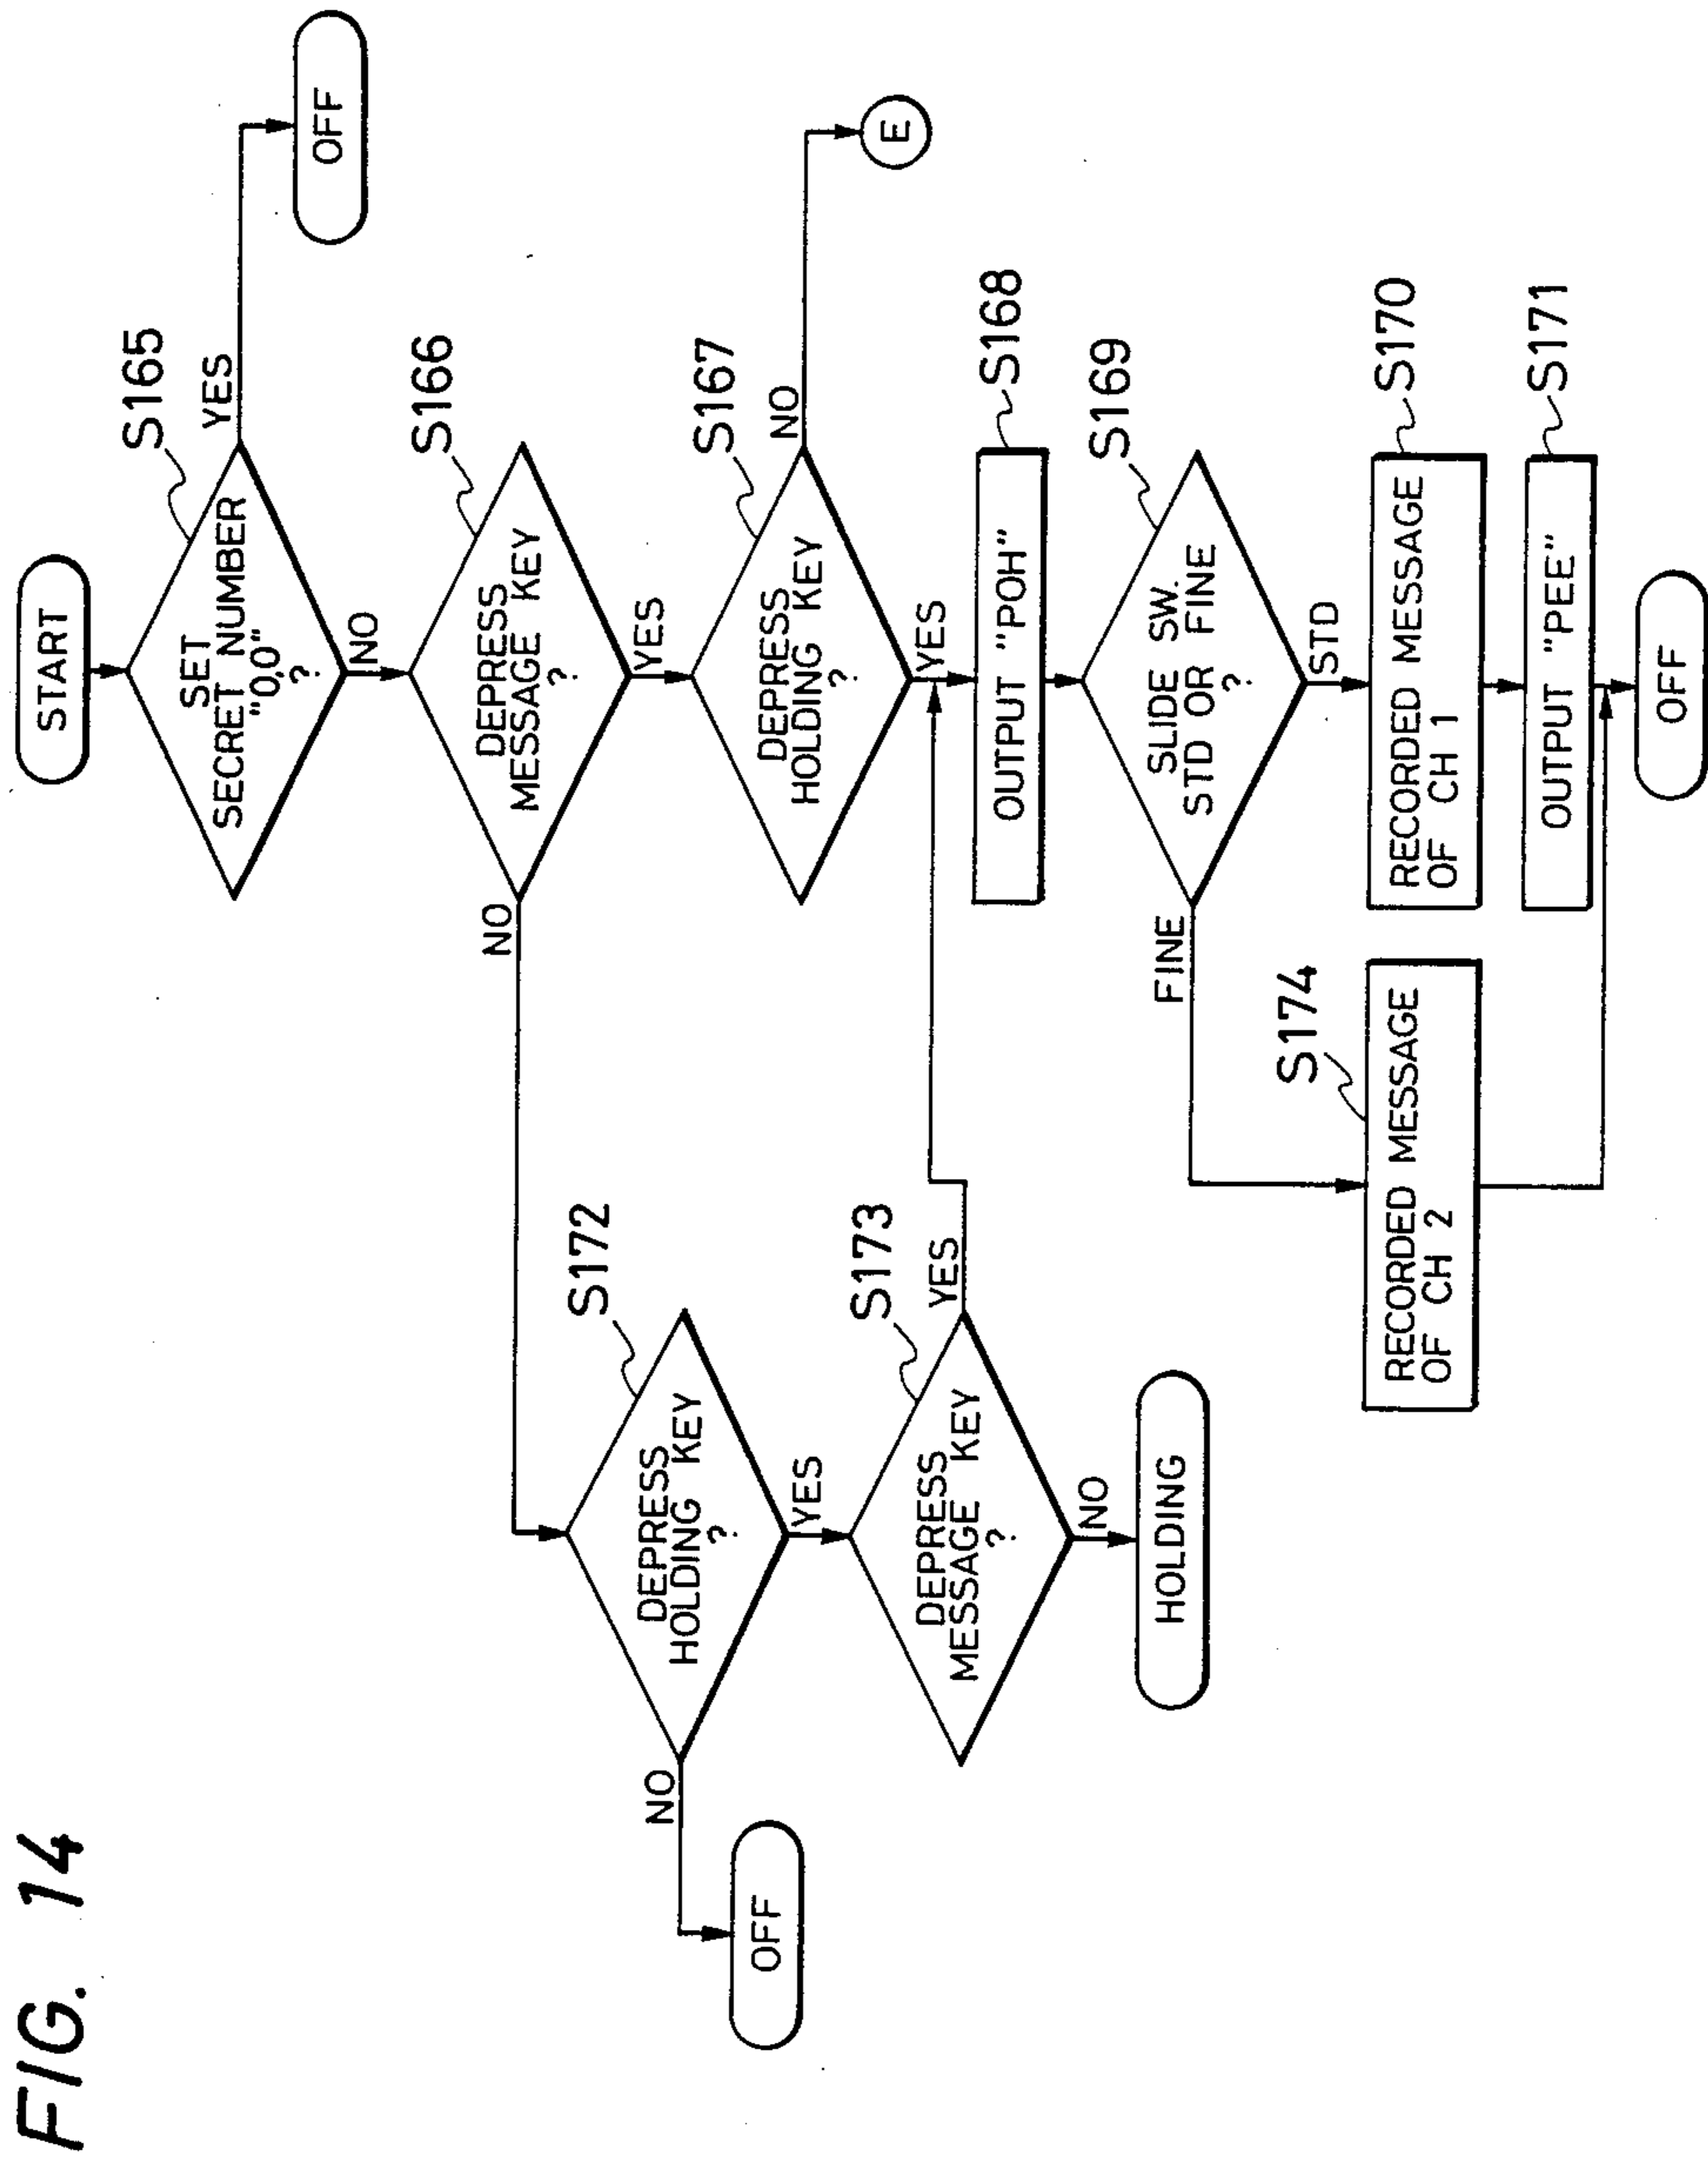 FIG. 14
START
S165
SET
SECRET NUMBER
"0,0"
?
YES
OFF
NO
S166
DEPRESS
MESSAGE KEY
?
NO
YES
S167
DEPRESS
HOLDING KEY
?
NO
E
YES
S168
OUTPUT "POH"
S169
SLIDE SW.
STD OR FINE
?
FINE
STD
S170
RECORDED MESSAGE
OF CH 1
S171
OUTPUT "PEE"
OFF
S172
DEPRESS
HOLDING KEY
?
NO
OFF
YES
S173
DEPRESS
MESSAGE KEY
?
YES
NO
HOLDING
S174
RECORDED MESSAGE
OF CH 2